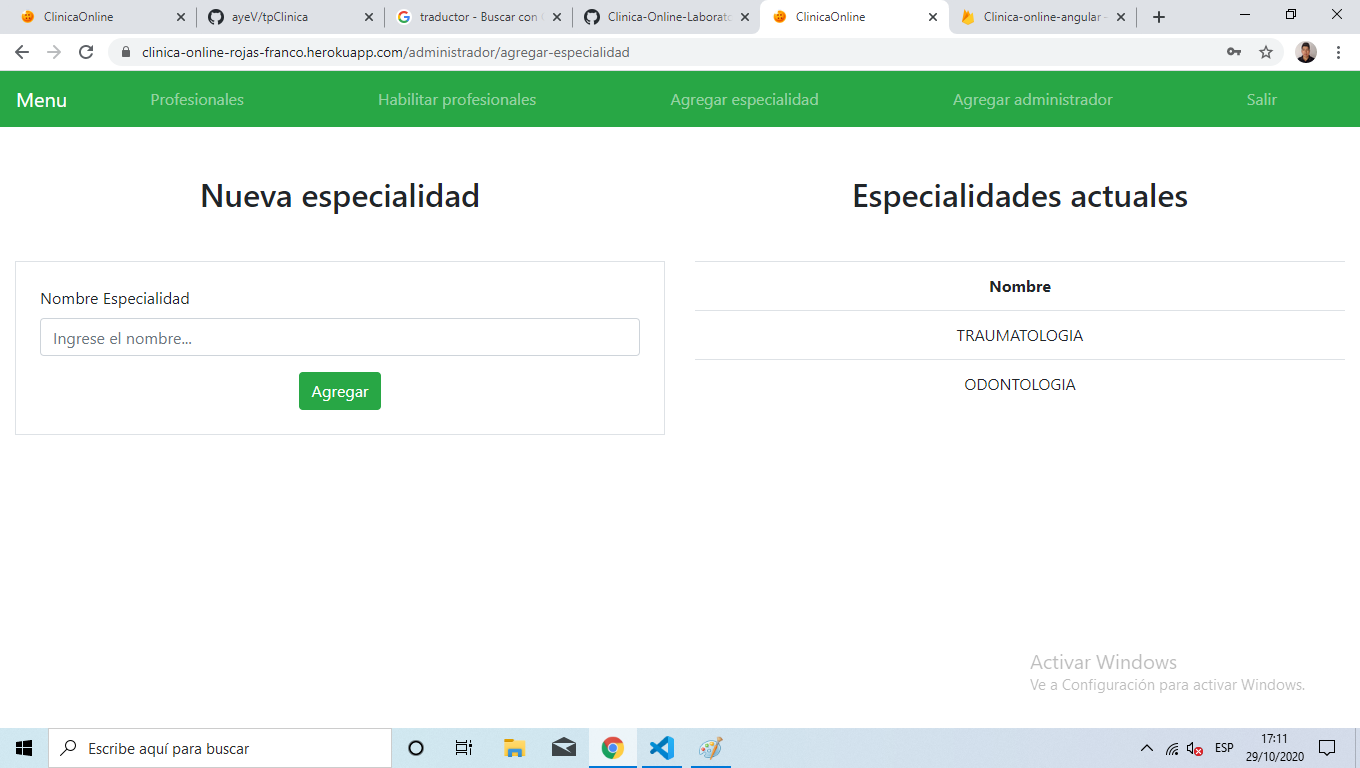 ClinicaOnline
ayeV/tpClinica
traductor - Buscar con
Clinica-Online-Laborato
ClinicaOnline
Clinica-online-angular -
clinica-online-rojas-franco.herokuapp.com/administrador/agregar-especialidad
Menu Profesionales Habilitar profesionales Agregar especialidad Agregar administrador Salir
Nueva especialidad
Nombre Especialidad
Ingrese el nombre...
Agregar
Especialidades actuales
Nombre
TRAUMATOLOGIA
ODONTOLOGIA
Activar Windows
Ve a Configuración para activar Windows.
Escribe aquí para buscar
ESP
17:11
29/10/2020